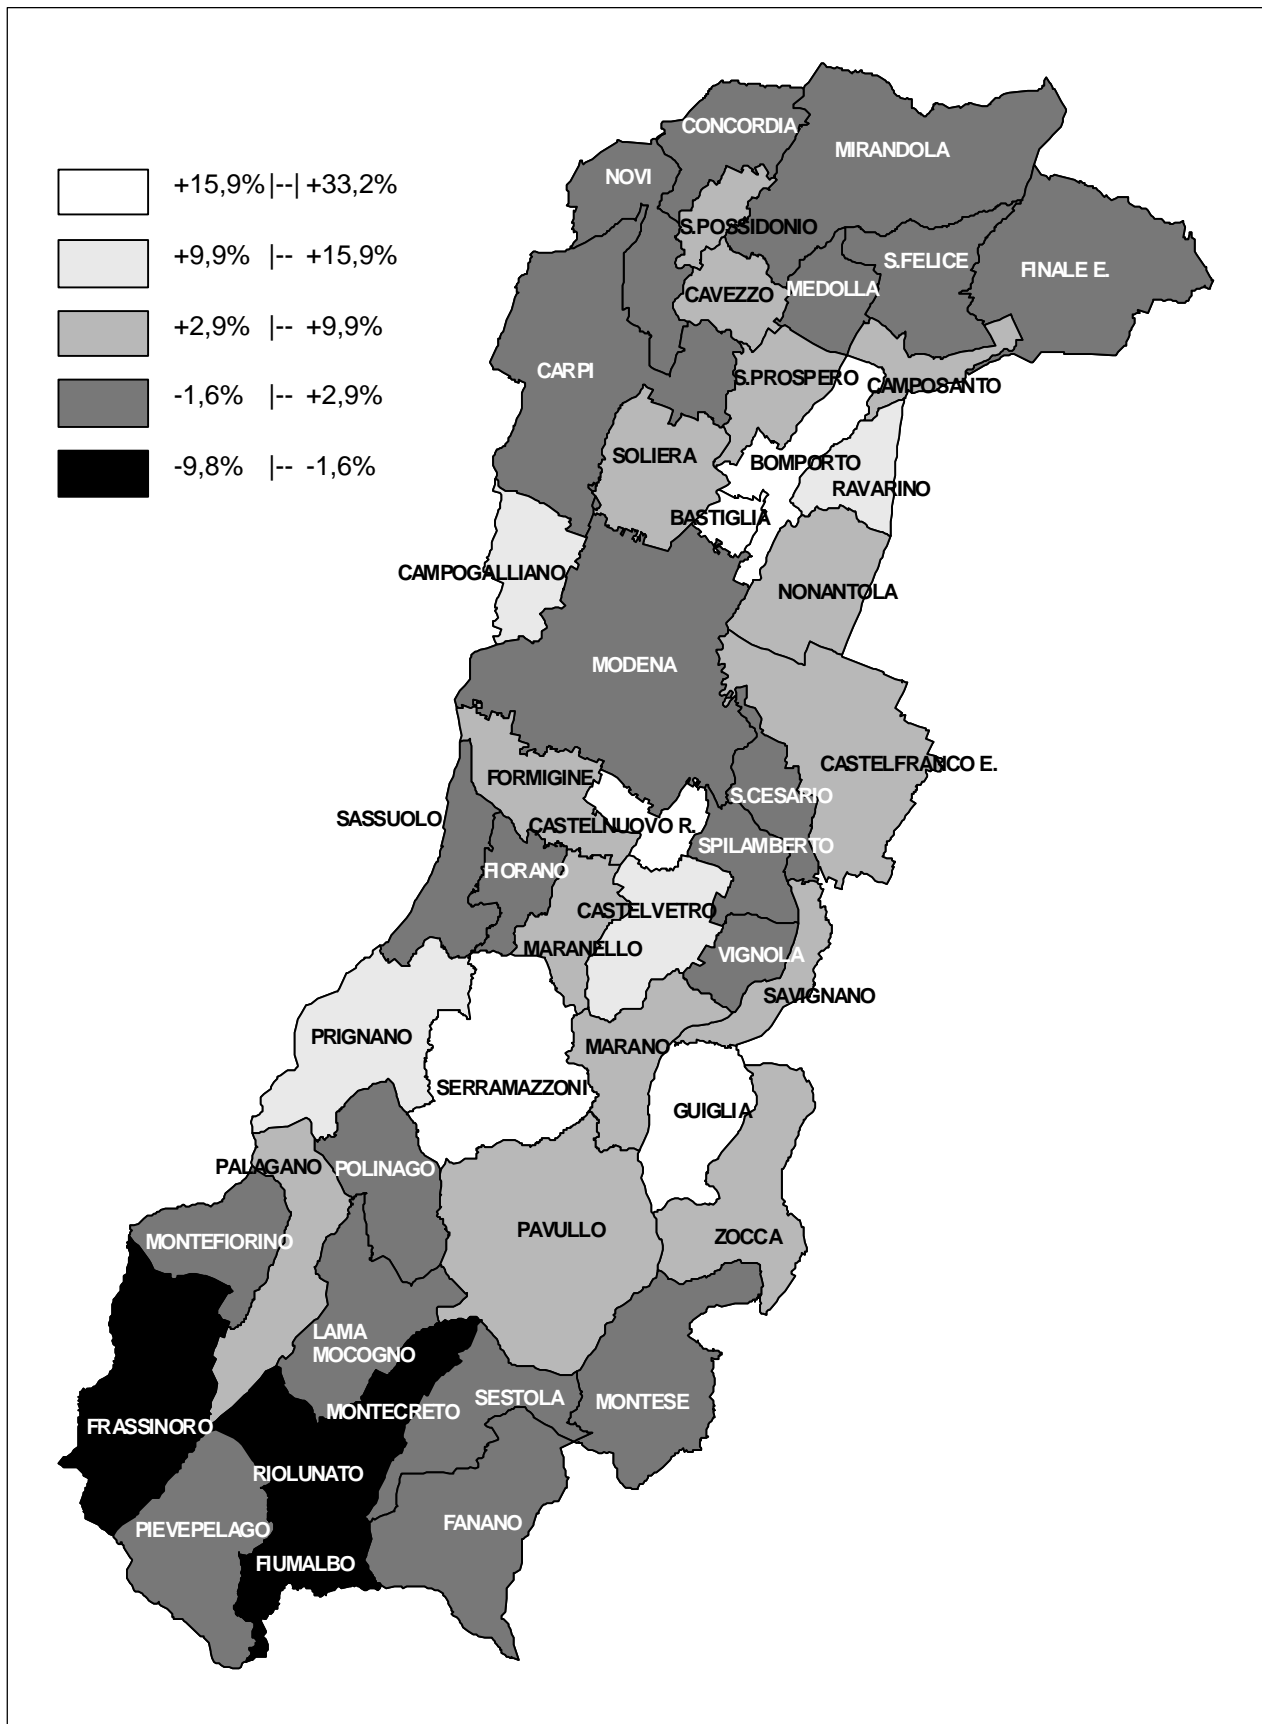 +15,9% |--| +33,2%
+9,9% |-- +15,9%
+2,9% |-- +9,9%
-1,6% |-- +2,9%
-9,8% |-- -1,6%
CONCORDIA
MIRANDOLA
NOVI
S.POSSIDONIO
S.FELICE
FINALE E.
MEDOLLA
CAVEZZO
CARPI
S.PROSPERO
CAMPOSANTO
SOLIERA
BOMPORTO
RAVARINO
BASTIGLIA
CAMPOGALLIANO
NONANTOLA
MODENA
CASTELFRANCO E.
FORMIGINE
S.CESARIO
SASSUOLO
CASTELNUOVO R.
SPILAMBERTO
FIORANO
CASTELVETRO
MARANELLO
VIGNOLA
SAVIGNANO
PRIGNANO
MARANO
SERRAMAZZONI
GUIGLIA
PALAGANO
POLINAGO
PAVULLO
ZOCCA
MONTEFIORINO
LAMA
MOCOGNO
SESTOLA
MONTESE
MONTECRETO
FRASSINORO
RIOLUNATO
FANANO
PIEVEPELAGO
FIUMALBO